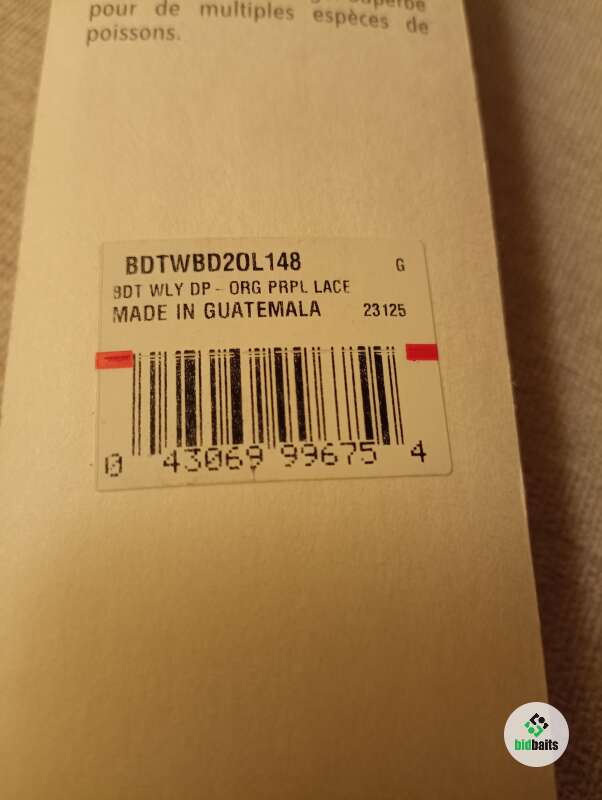 pour de multiples espèces de
poissons.
BDTWBD20L148 G
BDT WLY DP - ORG PRPL LACE
MADE IN GUATEMALA 23125
0 43069 99675 4
bidbaits